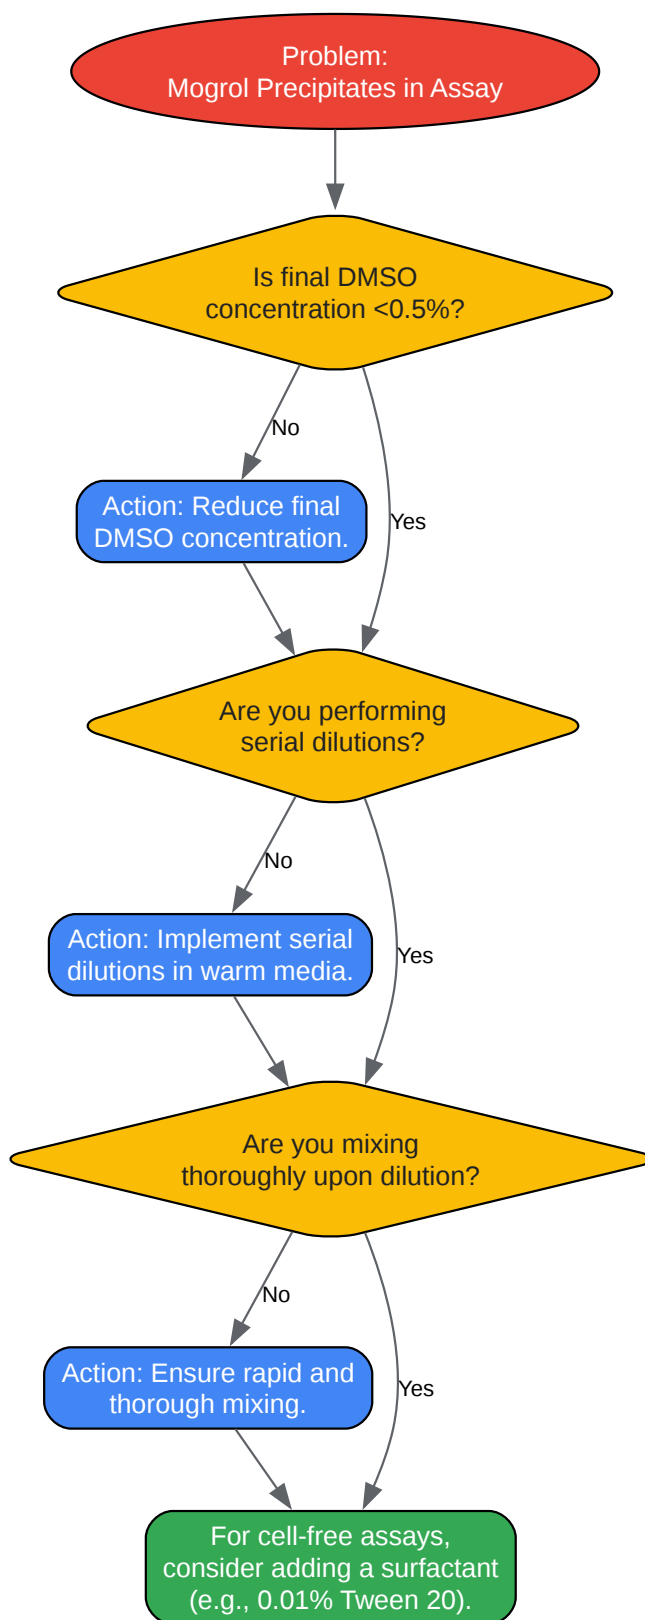 Problem:
Mogrol Precipitates in Assay
Is final DMSO
concentration <0.5%?
No
Action: Reduce final
DMSO concentration.
Yes
Are you performing
serial dilutions?
No
Action: Implement serial
dilutions in warm media.
Yes
Are you mixing
thoroughly upon dilution?
No
Action: Ensure rapid and
thorough mixing.
Yes
For cell-free assays,
consider adding a surfactant
(e.g., 0.01% Tween 20).